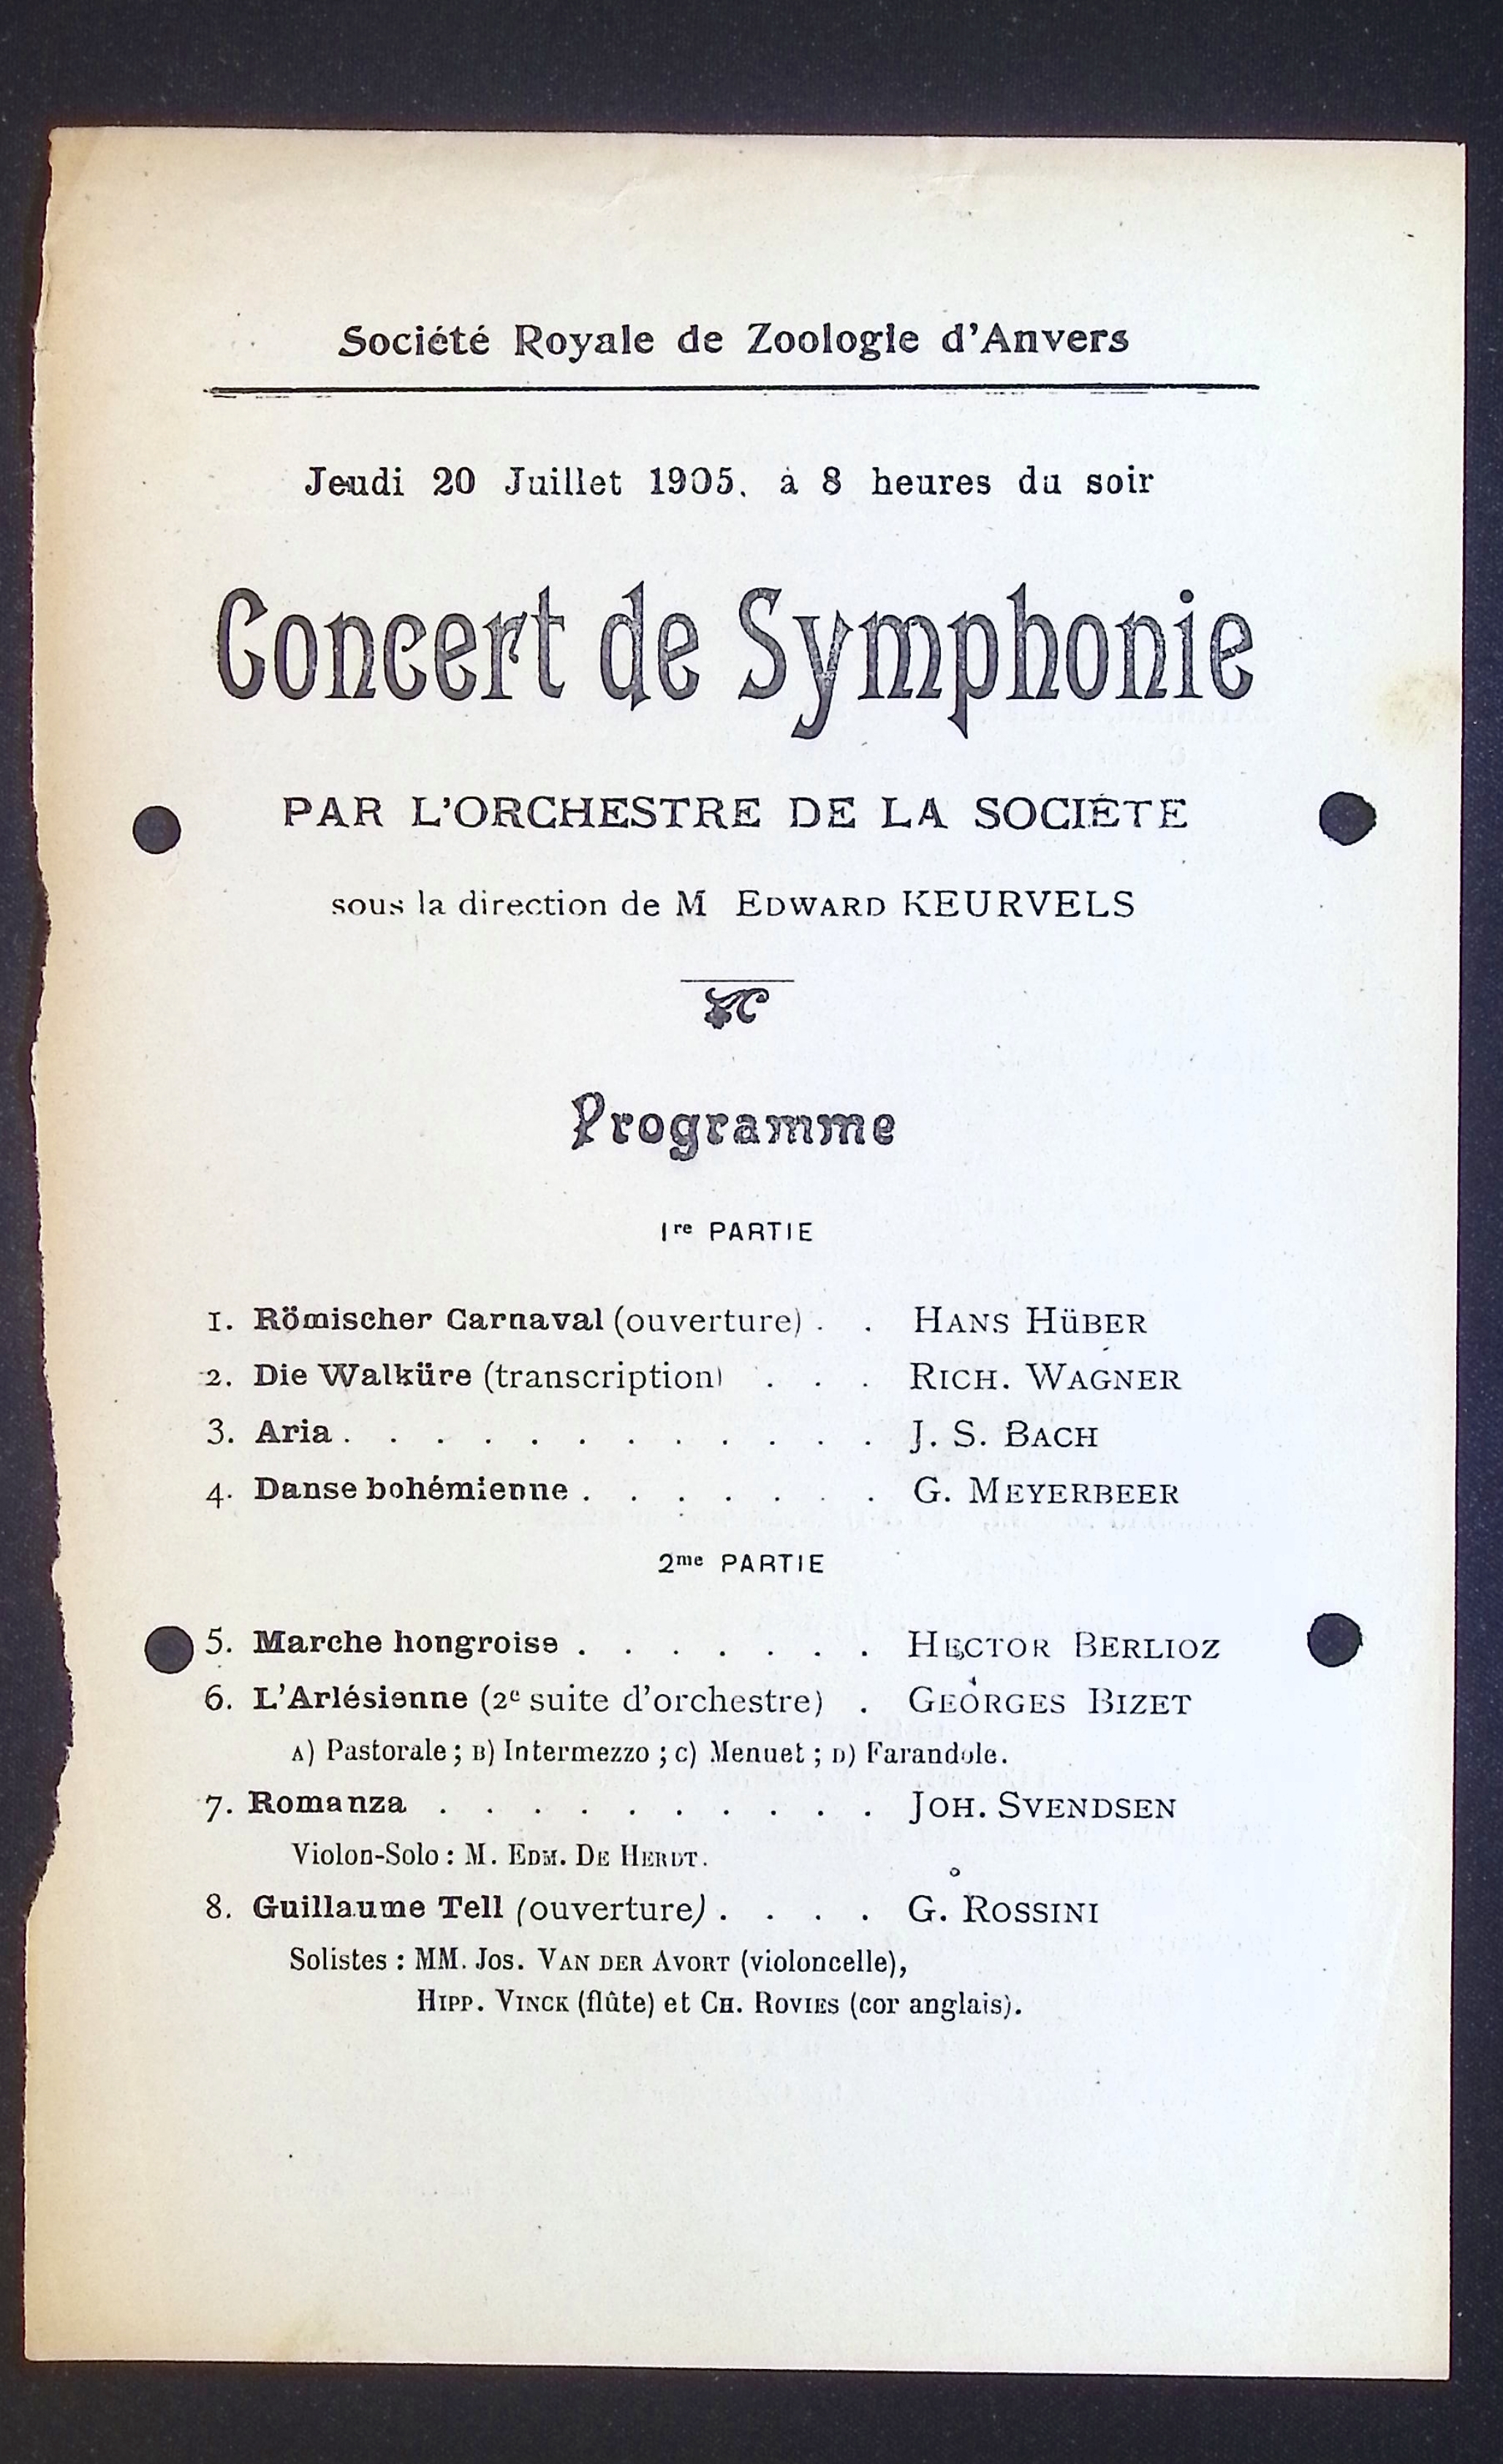 Société Royale de Zoologie d'Anvers
Jeudi 20 Juillet 1905. à 8 heures du soir
Concert de Symphonie
PAR L'ORCHESTRE DE LA SOCIÉTE
sous la direction de M EDWARD KEURVELS
Programme
1re PARTIE
1. Römischer Carnaval (ouverture) . . HANS HÜBER
2. Die Walküre (transcription) . . . RICH. WAGNER
3. Aria . . . . . . . . . . . . J. S. BACH
4. Danse bohémienne . . . . . . . G. MEYERBEER
2me PARTIE
5. Marche hongroise . . . . . . . HECTOR BERLIOZ
6. L'Arlésienne (2e suite d'orchestre) . GEORGES BIZET
A) Pastorale ; B) Intermezzo ; C) Menuet ; D) Farandole.
7. Romanza . . . . . . . . . . JOH. SVENDSEN
Violon-Solo : M. EDM. DE HERDT.
8. Guillaume Tell (ouverture) . . . . G. ROSSINI
Solistes : MM. JOS. VAN DER AVORT (violoncelle),
HIPP. VINCK (flûte) et CH. ROVIES (cor anglais).